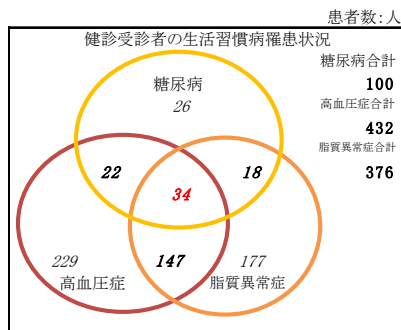 患者数:人
健診受診者の生活習慣病罹患状況
糖尿病合計
100
高血圧症合計
432
脂質異常症合計
376
糖尿病
26
22
18
34
229
147
177
高血圧症
脂質異常症